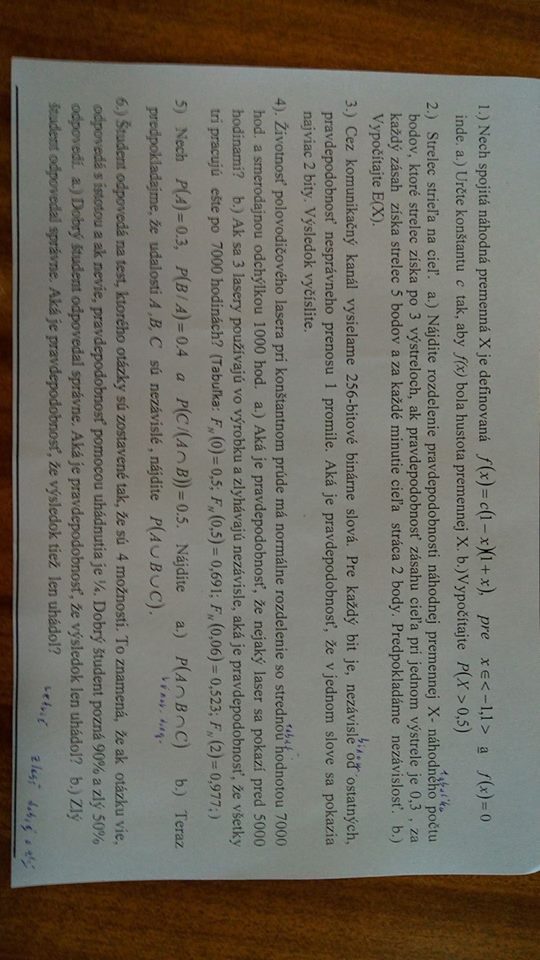 1.) Nech spojitá náhodná premenná X je definovaná f(x) = c(1 − x)(1 + x), pre x ∈ < −1,1 > a f(x) = 0
inde. a.) Určte konštantu c tak, aby f(x) bola hustota premennej X. b.)Vypočítajte P(X > 0,5)
2.) Strelec strieľa na cieľ. a.) Nájdite rozdelenie pravdepodobnosti náhodnej premennej X- náhodného počtu
bodov, ktoré strelec získa po 3 výstreloch, ak pravdepodobnosť zásahu cieľa pri jednom výstrele je 0,3 , za
každý zásah získa strelec 5 bodov a za každé minutie cieľa stráca 2 body. Predpokladáme nezávislosť. b.)
Vypočítajte E(X).
3.) Cez komunikačný kanál vysielame 256-bitové binárne slová. Pre každý bit je, nezávisle od ostatných,
pravdepodobnosť nesprávneho prenosu 1 promile. Aká je pravdepodobnosť, že v jednom slove sa pokazia
najviac 2 bity. Výsledok vyčíslite.
4). Životnosť polovodičového lasera pri konštantnom prúde má normálne rozdelenie so strednou hodnotou 7000
hod. a smerodajnou odchýlkou 1000 hod. a.) Aká je pravdepodobnosť, že nejaký laser sa pokazí pred 5000
hodinami? b.) Ak sa 3 lasery používajú vo výrobku a zlyhávajú nezávisle, aká je pravdepodobnosť, že všetky
tri pracujú ešte po 7000 hodinách? (Tabuľka: F_N(0) = 0,5; F_N(0,5) = 0,691; F_N(0,06) = 0,523; F_N(2) = 0,977;)
5) Nech P(A) = 0.3, P(B / A) = 0.4 a P(C /(A ∩ B)) = 0.5. Nájdite a.) P(A ∩ B ∩ C) b.) Teraz
predpokladajme, že udalosti A, B, C sú nezávisle , nájdite P(A ∪ B ∪ C).
6.) Študent odpovedá na test, ktorého otázky sú zostavené tak, že sú 4 možnosti. To znamená, že ak otázku vie,
odpovedá s istotou a ak nevie, pravdepodobnosť pomocou uhádnutia je ¼. Dobrý študent pozná 90% a zlý 50%
odpovedí. a.) Dobrý študent odpovedal správne. Aká je pravdepodobnosť, že výsledok len uhádol? b.) Zlý
študent odpovedal správne. Aká je pravdepodobnosť, že výsledok tiež len uhádol?